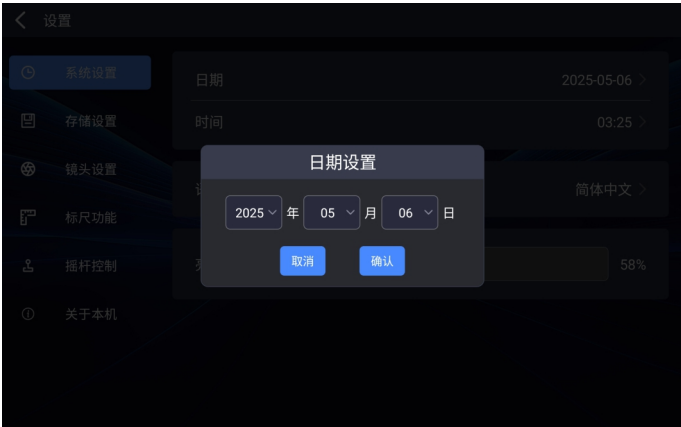 设置
系统设置
日期
2025-05-06
存储设置
时间
03:25
日期设置
镜头设置
简体中文
2025 年 05 月 06 日
标尺功能
取消
确认
摇杆控制
58%
关于本机